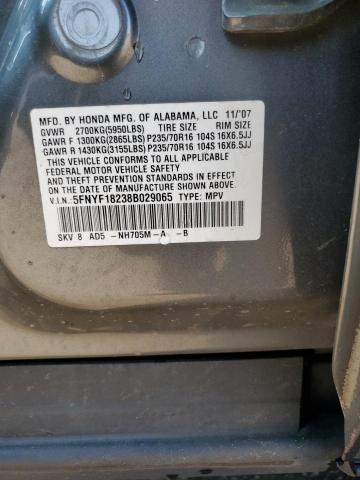 MFD. BY HONDA MFG. OF ALABAMA, LLC 11/'07
GVWR 2700KG(5950LBS) TIRE SIZE RIM SIZE
GAWR F 1300KG(2865LBS)P235/70R16 104S 16X6.5JJ
GAWR R 1430KG(3155LBS)P235/70R16 104S 16X6.5JJ
THIS VEHICLE CONFORMS TO ALL APPLICABLE
FEDERAL MOTOR VEHICLE SAFETY
AND THEFT PREVENTION STANDARDS IN EFFECT
ON THE DATE OF MANUFACTURE SHOWN ABOVE.
V.I.N.:5FNYF18238B029065 TYPE: MPV
SKV 8 AD5 -NH705M-A -B